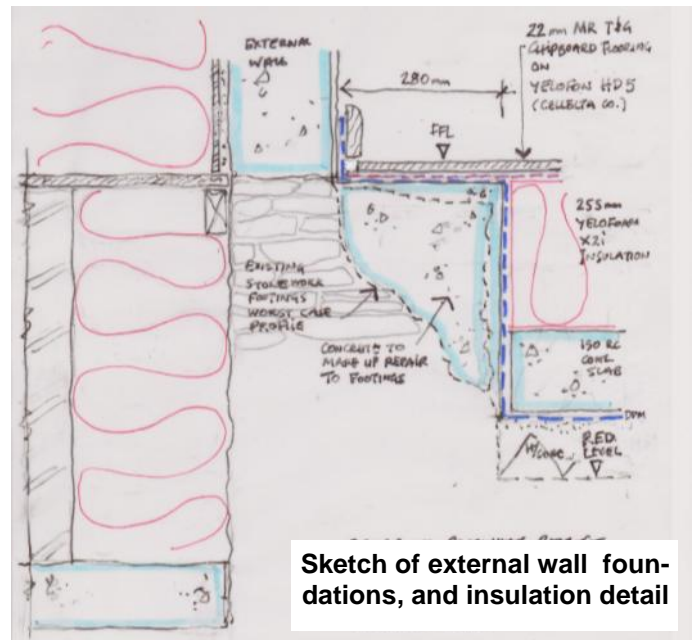 EXTERNAL
WALL
280mm
22mm MR T&G
CHIPBOARD FLOORING
ON
YELOFON HD5
(CELLECTA CO.)
FFL
255mm
YELOFOAM
X2i
INSULATION
EXISTING
STONEWORK
FOOTINGS
WORST CASE
PROFILE
CONCRETE TO
MAKE UP REPAIR
TO FOOTINGS
150 RC
CONC
SLAB
DPM
H/CORE
RED.
LEVEL
Sketch of external wall foun-
dations, and insulation detail